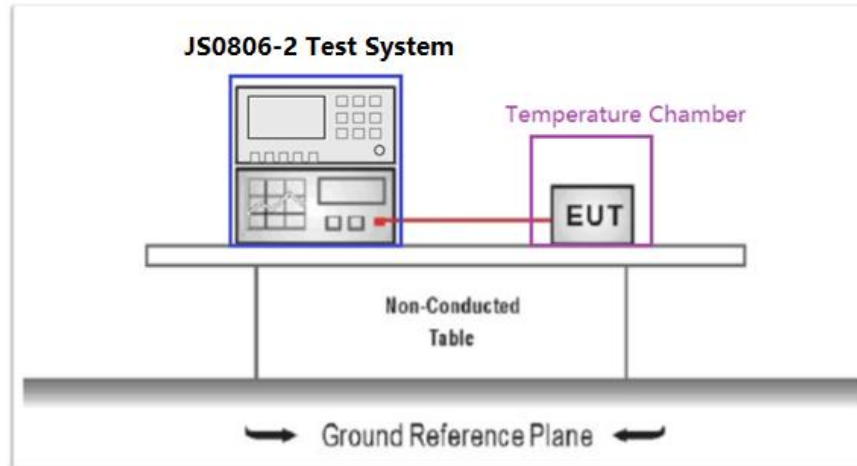 JS0806-2 Test System
Temperature Chamber
EUT
Non-Conducted
Table
Ground Reference Plane